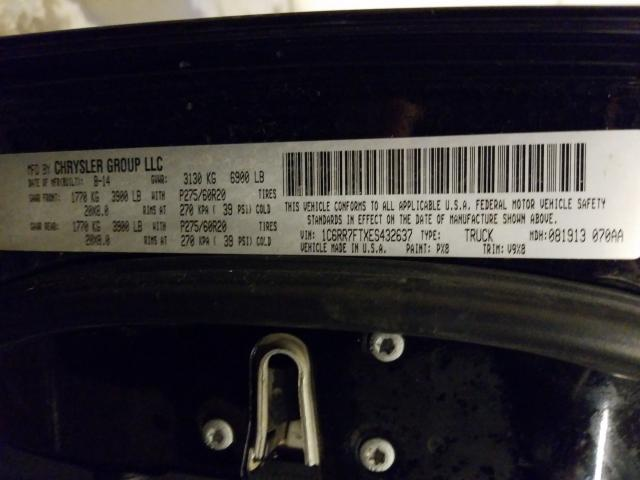 MFD BY CHRYSLER GROUP LLC
DATE OF MFR(BUILT): 8-14 GVWR: 3130 KG 6900 LB
GAWR FRONT: 1770 KG 3900 LB WITH P275/60R20 TIRES
20X8.0 RIMS AT 270 KPA ( 39 PSI) COLD
GAWR REAR: 1770 KG 3900 LB WITH P275/60R20 TIRES
20X8.0 RIMS AT 270 KPA ( 39 PSI) COLD
THIS VEHICLE CONFORMS TO ALL APPLICABLE U.S.A. FEDERAL MOTOR VEHICLE SAFETY
STANDARDS IN EFFECT ON THE DATE OF MANUFACTURE SHOWN ABOVE.
VIN: 1C6RR7FTXES432637 TYPE: TRUCK MDH: 081913 070AA
VEHICLE MADE IN U.S.A. PAINT: PX8 TRIM: V9X8